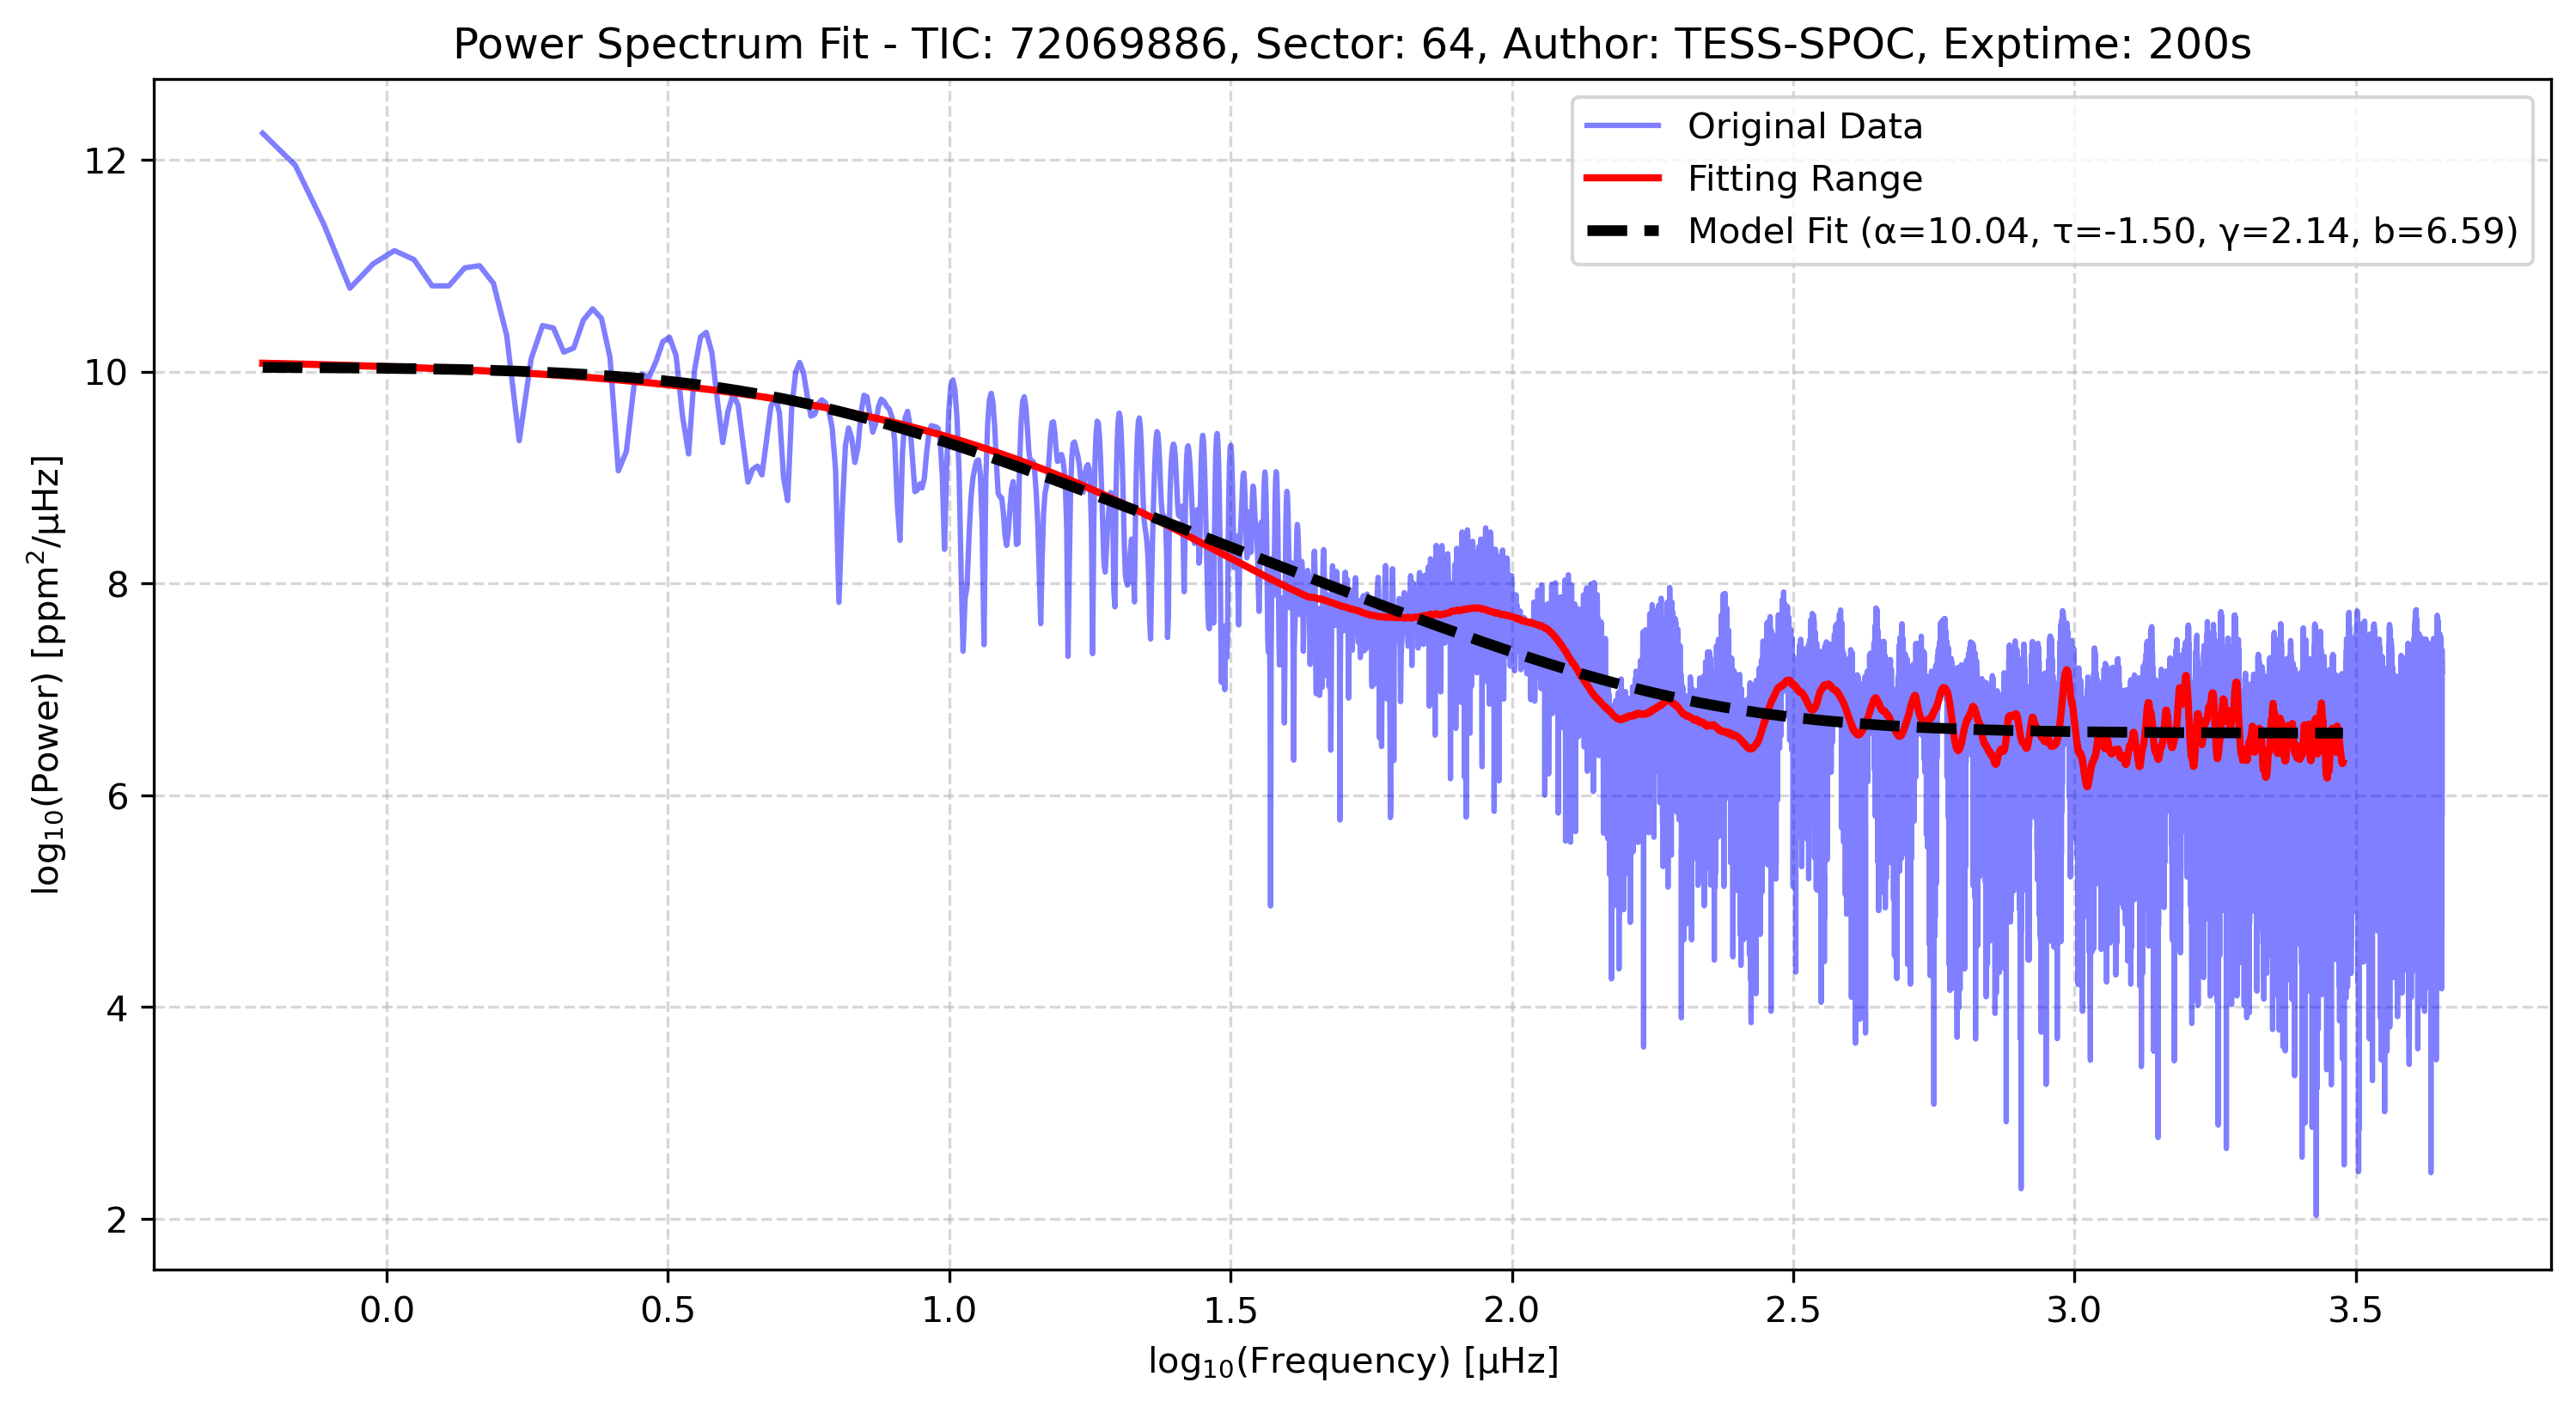 Power Spectrum Fit - TIC: 72069886, Sector: 64, Author: TESS-SPOC, Exptime: 200s
Original Data
Fitting Range
Model Fit (α=10.04, τ=-1.50, γ=2.14, b=6.59)
log₁₀(Power) [ppm²/μHz]
12
10
8
6
4
2
0.0 0.5 1.0 1.5 2.0 2.5 3.0 3.5
log₁₀(Frequency) [μHz]